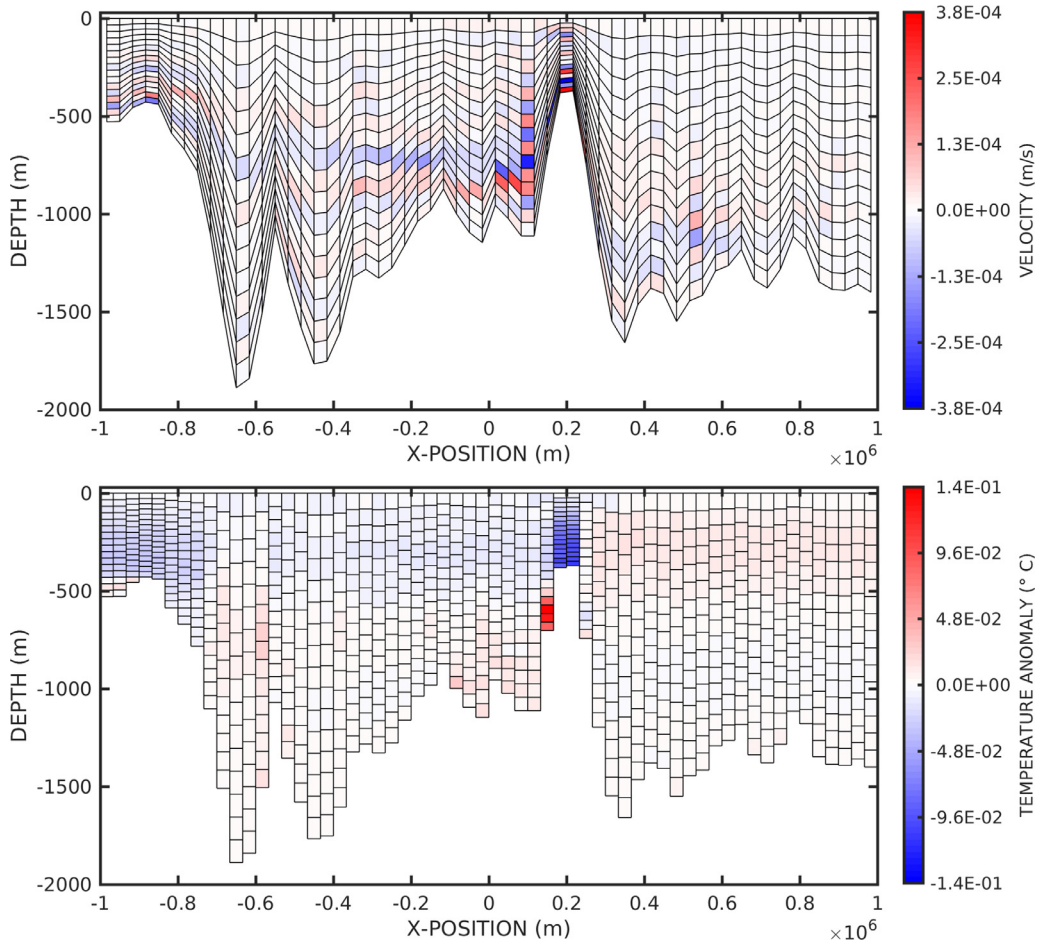 0
-500
-1000
-1500
-2000
DEPTH (m)
-1 -0.8 -0.6 -0.4 -0.2 0 0.2 0.4 0.6 0.8 1
X-POSITION (m)
×10⁶
3.8E-04
2.5E-04
1.3E-04
0.0E+00
-1.3E-04
-2.5E-04
-3.8E-04
VELOCITY (m/s)
0
-500
-1000
-1500
-2000
DEPTH (m)
-1 -0.8 -0.6 -0.4 -0.2 0 0.2 0.4 0.6 0.8 1
X-POSITION (m)
×10⁶
1.4E-01
9.6E-02
4.8E-02
0.0E+00
-4.8E-02
-9.6E-02
-1.4E-01
TEMPERATURE ANOMALY (° C)